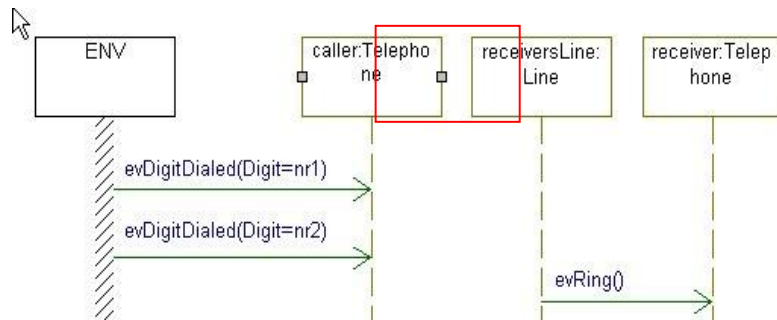 ENV
caller:Telepho
ne
receiversLine:
Line
receiver:Telep
hone
evDigitDialed(Digit=nr1)
evDigitDialed(Digit=nr2)
evRing()